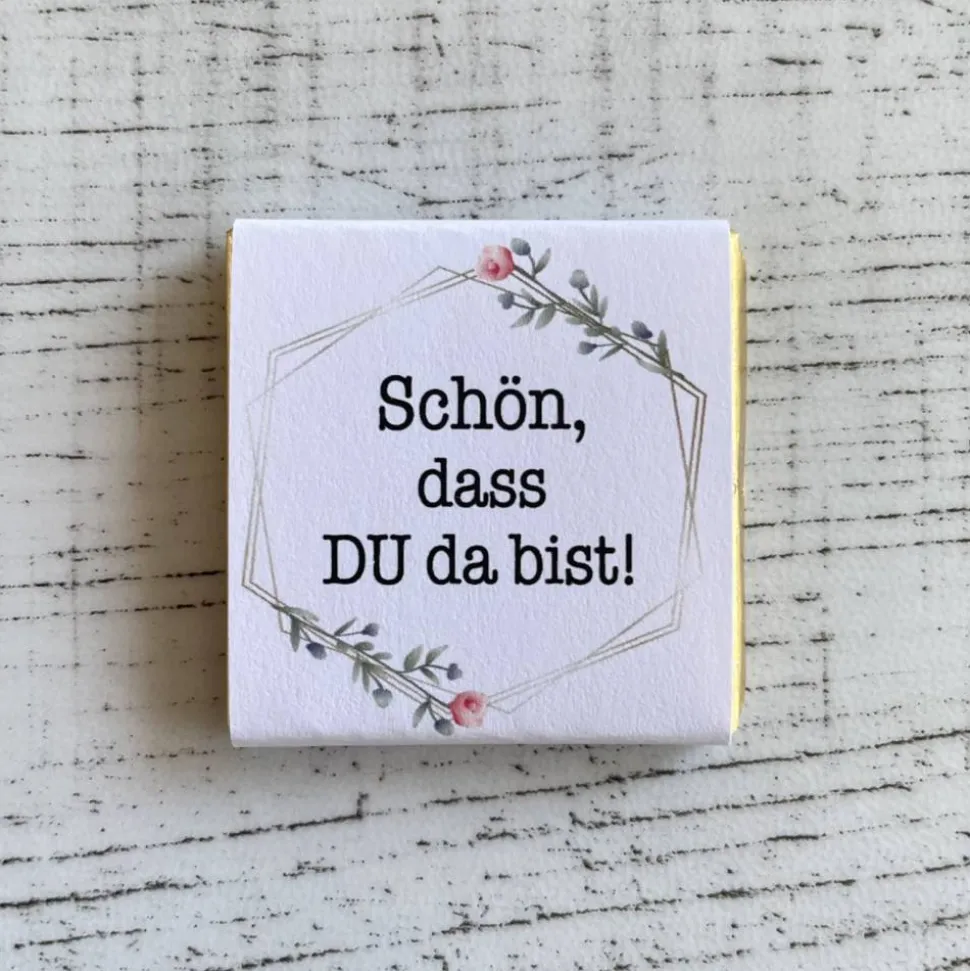 Schön,
dass
DU da bist!